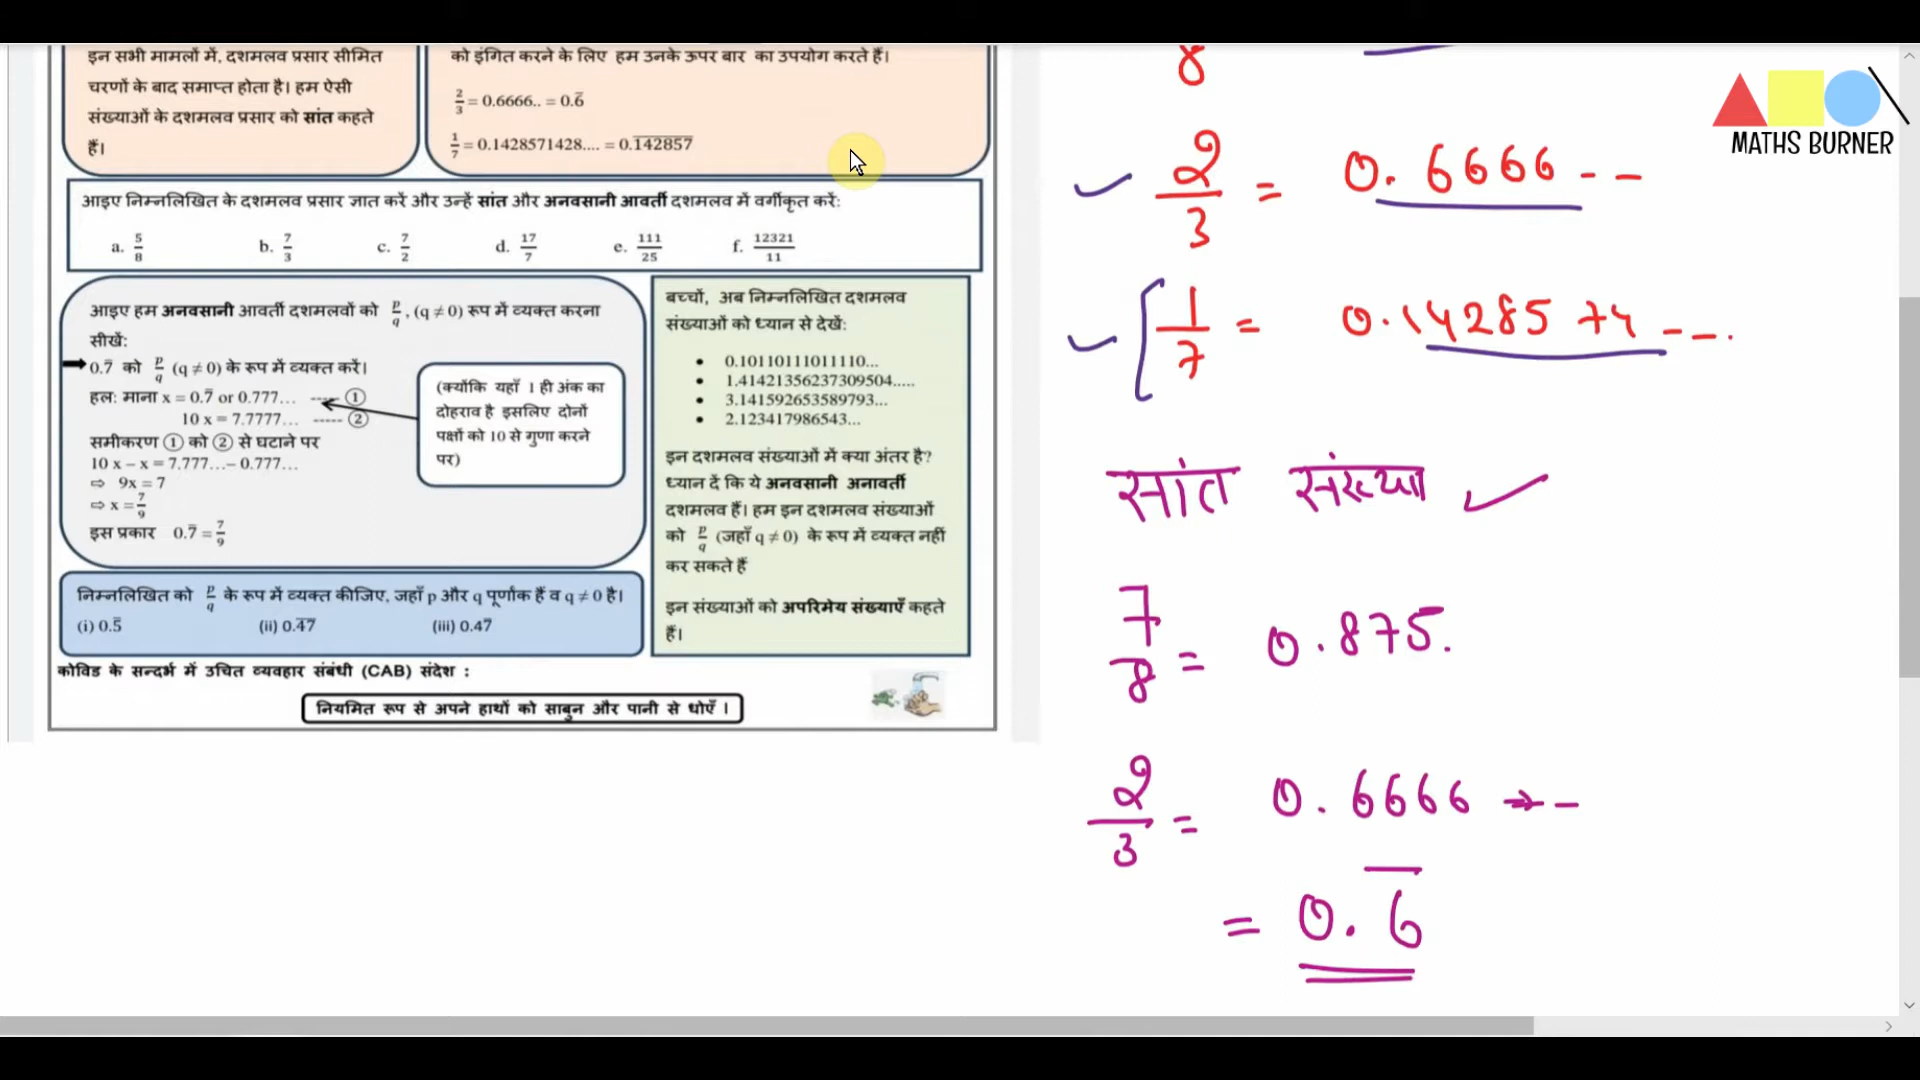 इन सभी मामलों में, दशमलव प्रसार सीमित
चरणों के बाद समाप्त होता है। हम ऐसी
संख्याओं के दशमलव प्रसार को सांत कहते
हैं।
को इंगित करने के लिए हम उनके ऊपर बार का उपयोग करते हैं।
2/3 = 0.6666.. = 0.6̅
1/7 = 0.1428571428.... = 0.1̅4̅2̅8̅5̅7̅
आइए निम्नलिखित के दशमलव प्रसार ज्ञात करें और उन्हें सांत और अनवसानी आवर्ती दशमलव में वर्गीकृत करें:
a. 5/8 b. 7/3 c. 7/2 d. 17/7 e. 111/25 f. 12321/11
आइए हम अनवसानी आवर्ती दशमलवों को p/q , (q ≠ 0) रूप में व्यक्त करना
सीखें:
0.7̅ को p/q (q ≠ 0) के रूप में व्यक्त करें।
हल: माना x = 0.7̅ or 0.777... ---- ①
10 x = 7.7777... ----- ②
समीकरण ① को ② से घटाने पर
10 x – x = 7.777...– 0.777...
⇨ 9x = 7
⇨ x = 7/9
इस प्रकार 0.7̅ = 7/9
(क्योंकि यहाँ 1 ही अंक का
दोहराव है इसलिए दोनों
पक्षों को 10 से गुणा करने
पर)
बच्चों, अब निम्नलिखित दशमलव
संख्याओं को ध्यान से देखें:
• 0.10110111011110...
• 1.41421356237309504.....
• 3.141592653589793...
• 2.123417986543...
इन दशमलव संख्याओं में क्या अंतर है?
ध्यान दें कि ये अनवसानी अनावर्ती
दशमलव हैं। हम इन दशमलव संख्याओं
को p/q (जहाँ q ≠ 0) के रूप में व्यक्त नहीं
कर सकते हैं
इन संख्याओं को अपरिमेय संख्याएँ कहते
हैं।
निम्नलिखित को p/q के रूप में व्यक्त कीजिए, जहाँ p और q पूर्णांक हैं व q ≠ 0 है।
(i) 0.5̅ (ii) 0.4̅7̅ (iii) 0.47
कोविड के सन्दर्भ में उचित व्यवहार संबंधी (CAB) संदेश :
नियमित रूप से अपने हाथों को साबुन और पानी से धोएँ ।
8
2/3 = 0.6666 - -
1/7 = 0.1428574 - - .
सांत संख्या ✓
7/8 = 0.875.
2/3 = 0.6666 - -
= 0.6̅
MATHS BURNER